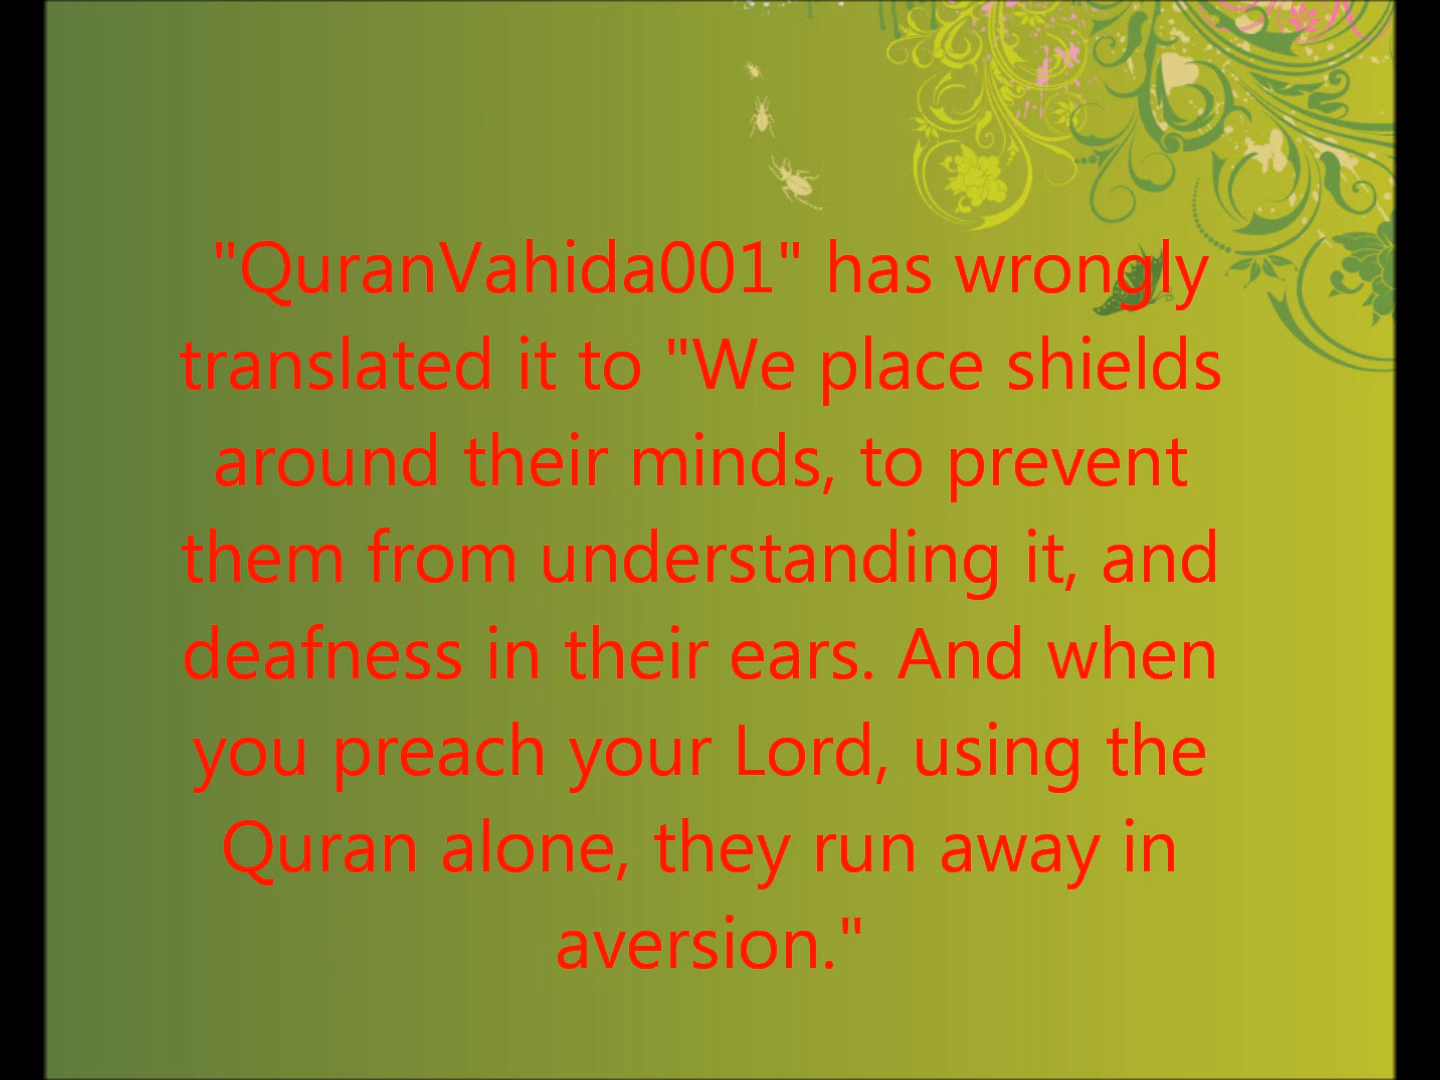 "QuranVahida001" has wrongly
translated it to "We place shields
around their minds, to prevent
them from understanding it, and
deafness in their ears. And when
you preach your Lord, using the
Quran alone, they run away in
aversion."